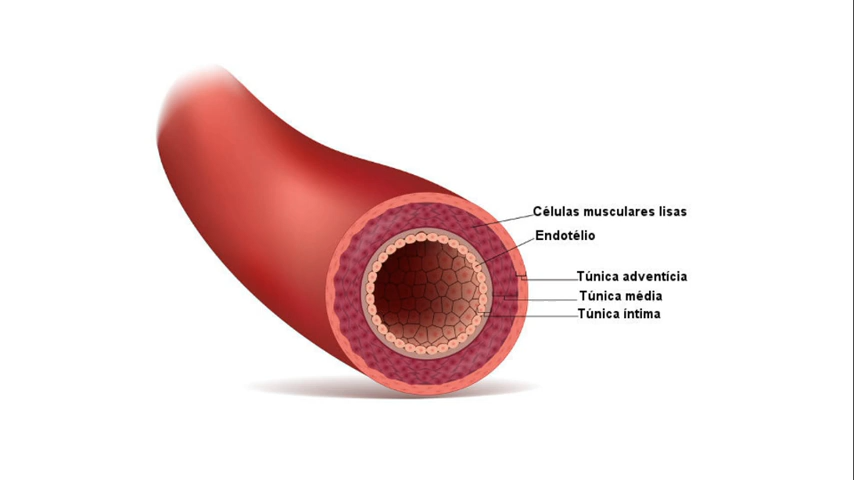 Células musculares lisas
Endotélio
Túnica adventícia
Túnica média
Túnica íntima